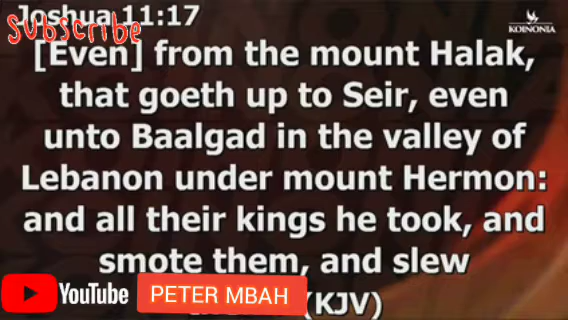 Joshua 11:17
Subscribe
KOINONIA
[Even] from the mount Halak,
that goeth up to Seir, even
unto Baalgad in the valley of
Lebanon under mount Hermon:
and all their kings he took, and
smote them, and slew
(KJV)
YouTube
PETER MBAH